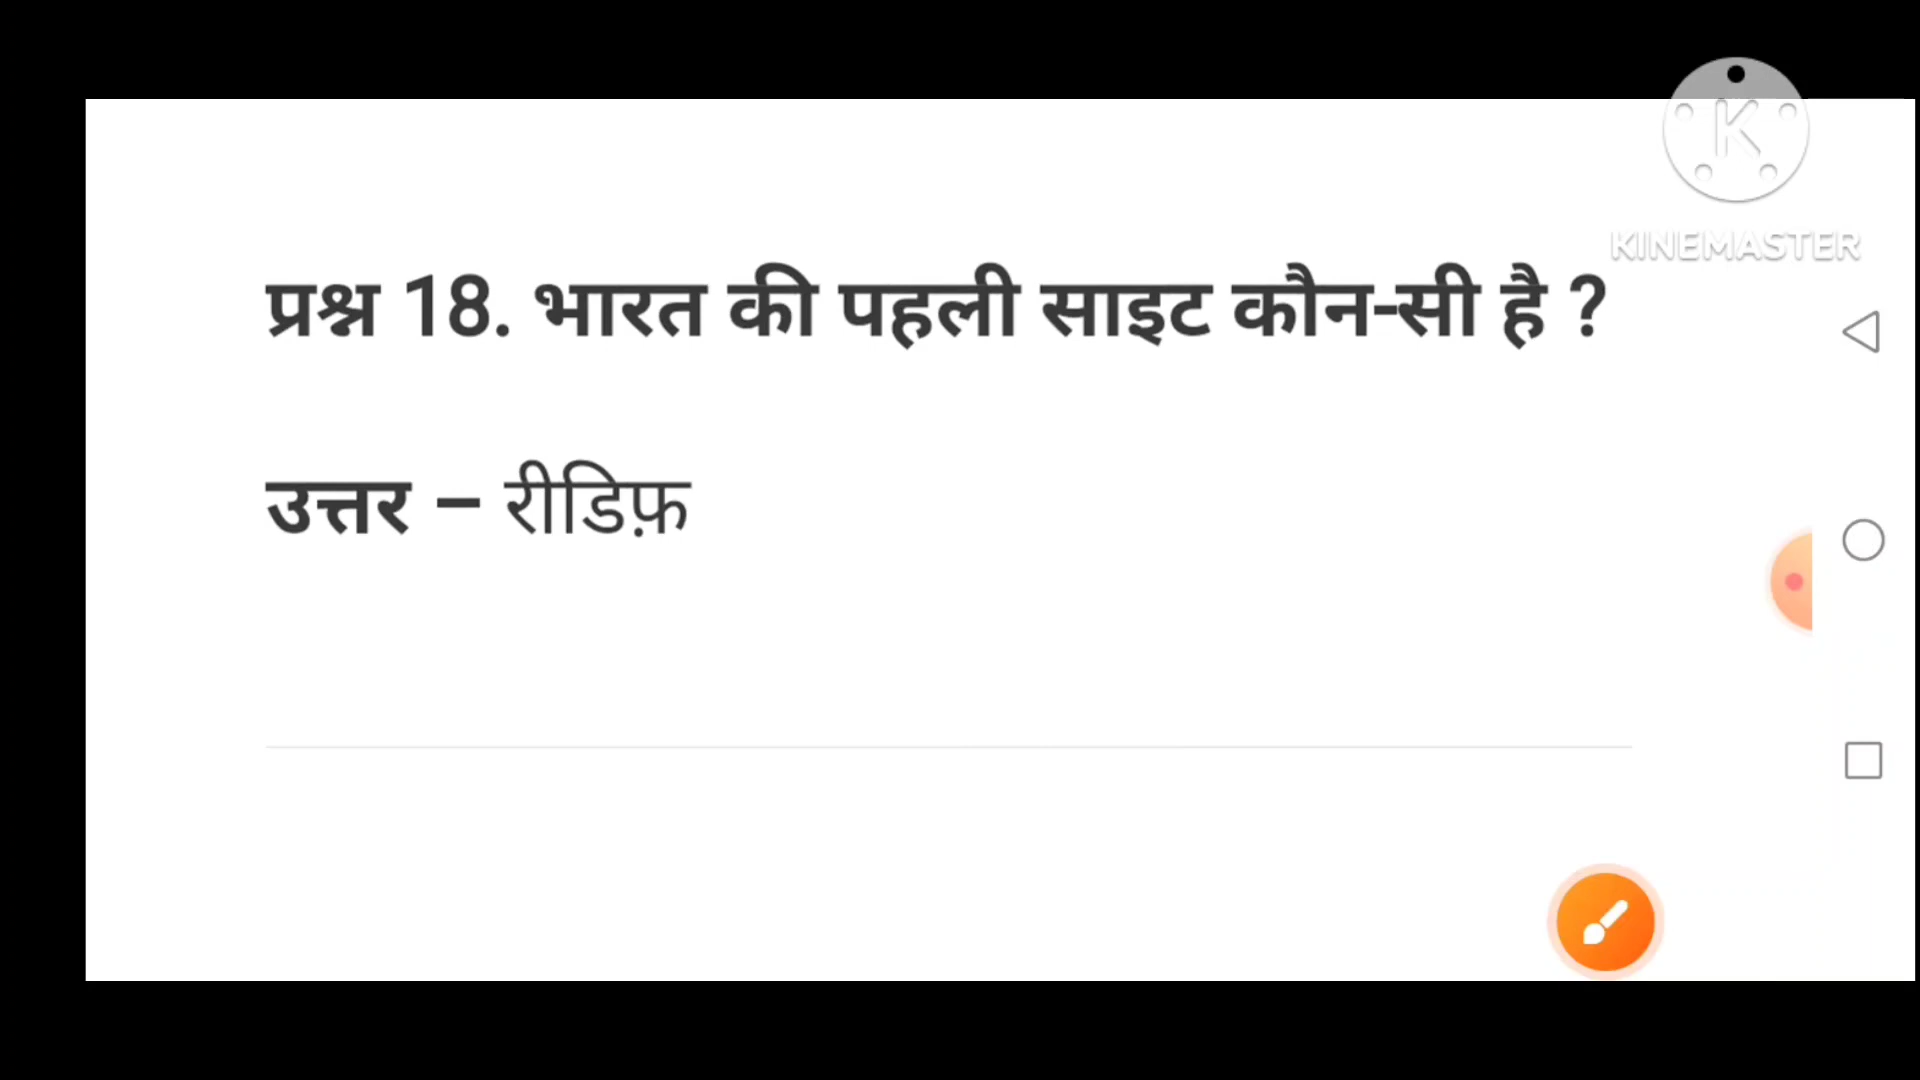 K
KINEMASTER
प्रश्न 18. भारत की पहली साइट कौन-सी है ?
उत्तर – रीडिफ़